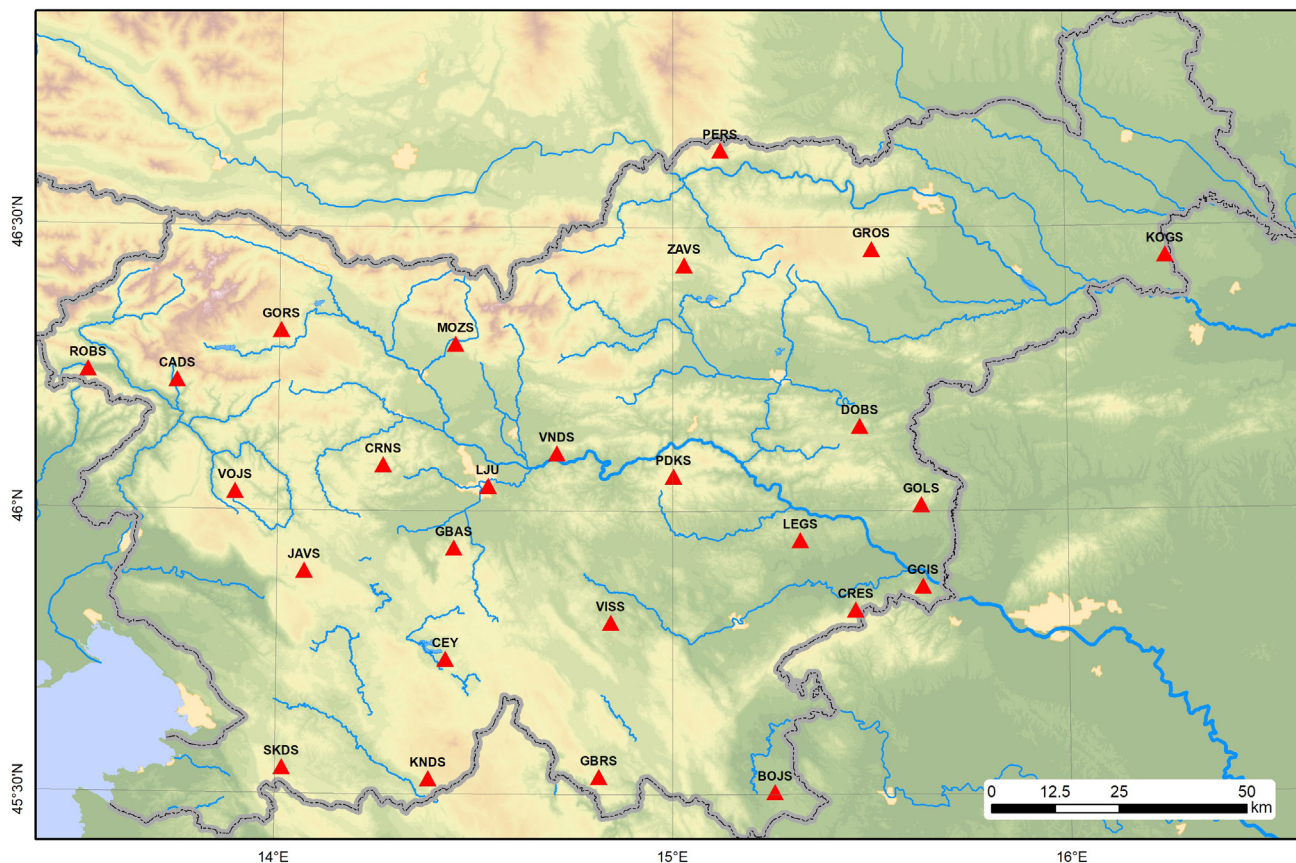 PERS
46°30'N
ZAVS
GROS
KOGS
GORS
MOZS
ROBS
CADS
DOBS
CRNS
VNDS
VOJS
LJU
PDKS
46°N
GOLS
GBAS
LEGS
JAVS
GCIS
VISS
CRES
CEY
SKDS
KNDS
GBRS
BOJS
45°30'N
0 12.5 25 50
km
14°E 15°E 16°E